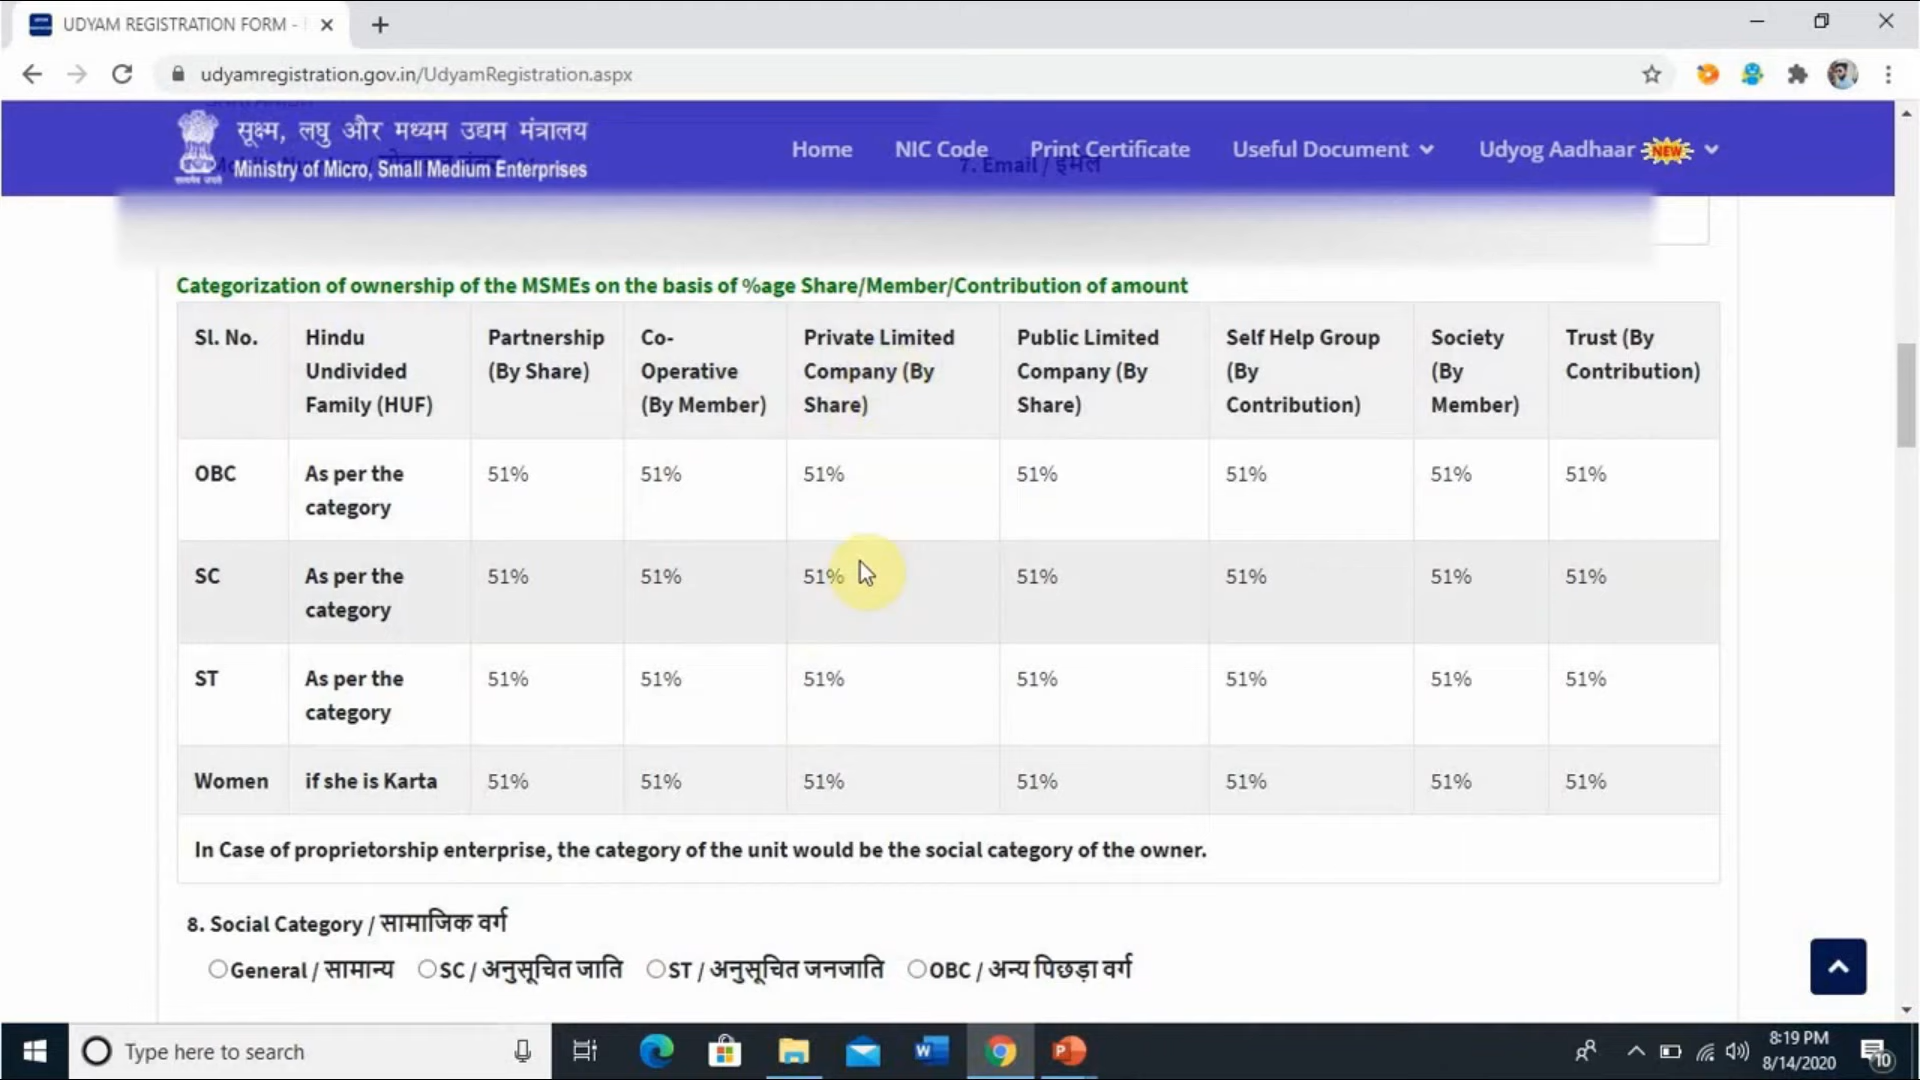 UDYAM REGISTRATION FORM -
udyamregistration.gov.in/UdyamRegistration.aspx
सूक्ष्म, लघु और मध्यम उद्यम मंत्रालय
Ministry of Micro, Small Medium Enterprises
Home NIC Code Print Certificate Useful Document Udyog Aadhaar NEW
7. Email / ईमेल
Categorization of ownership of the MSMEs on the basis of %age Share/Member/Contribution of amount
Sl. No. Hindu Undivided Family (HUF) Partnership (By Share) Co-Operative (By Member) Private Limited Company (By Share) Public Limited Company (By Share) Self Help Group (By Contribution) Society (By Member) Trust (By Contribution)
OBC As per the category 51% 51% 51% 51% 51% 51% 51%
SC As per the category 51% 51% 51% 51% 51% 51% 51%
ST As per the category 51% 51% 51% 51% 51% 51% 51%
Women if she is Karta 51% 51% 51% 51% 51% 51% 51%
In Case of proprietorship enterprise, the category of the unit would be the social category of the owner.
8. Social Category / सामाजिक वर्ग
General / सामान्य SC / अनुसूचित जाति ST / अनुसूचित जनजाति OBC / अन्य पिछड़ा वर्ग
Type here to search
8:19 PM
8/14/2020
10